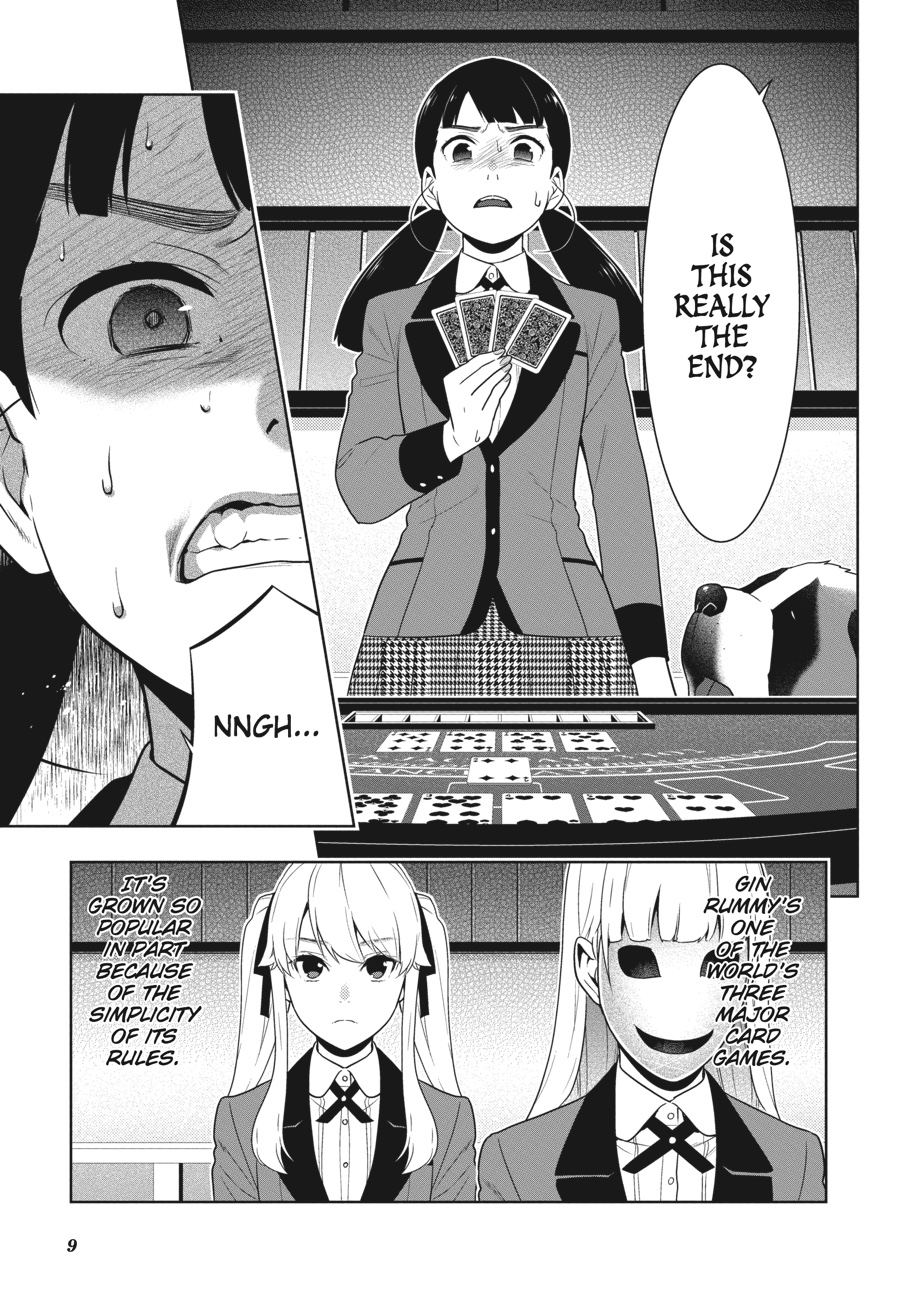 IS
THIS
REALLY
THE
END?
NNGH...
GIN
RUMMY'S
ONE
OF THE
WORLD'S
THREE
MAJOR
CARD
GAMES.
IT'S
GROWN SO
POPULAR
IN PART
BECAUSE
OF THE
SIMPLICITY
OF ITS
RULES.
9